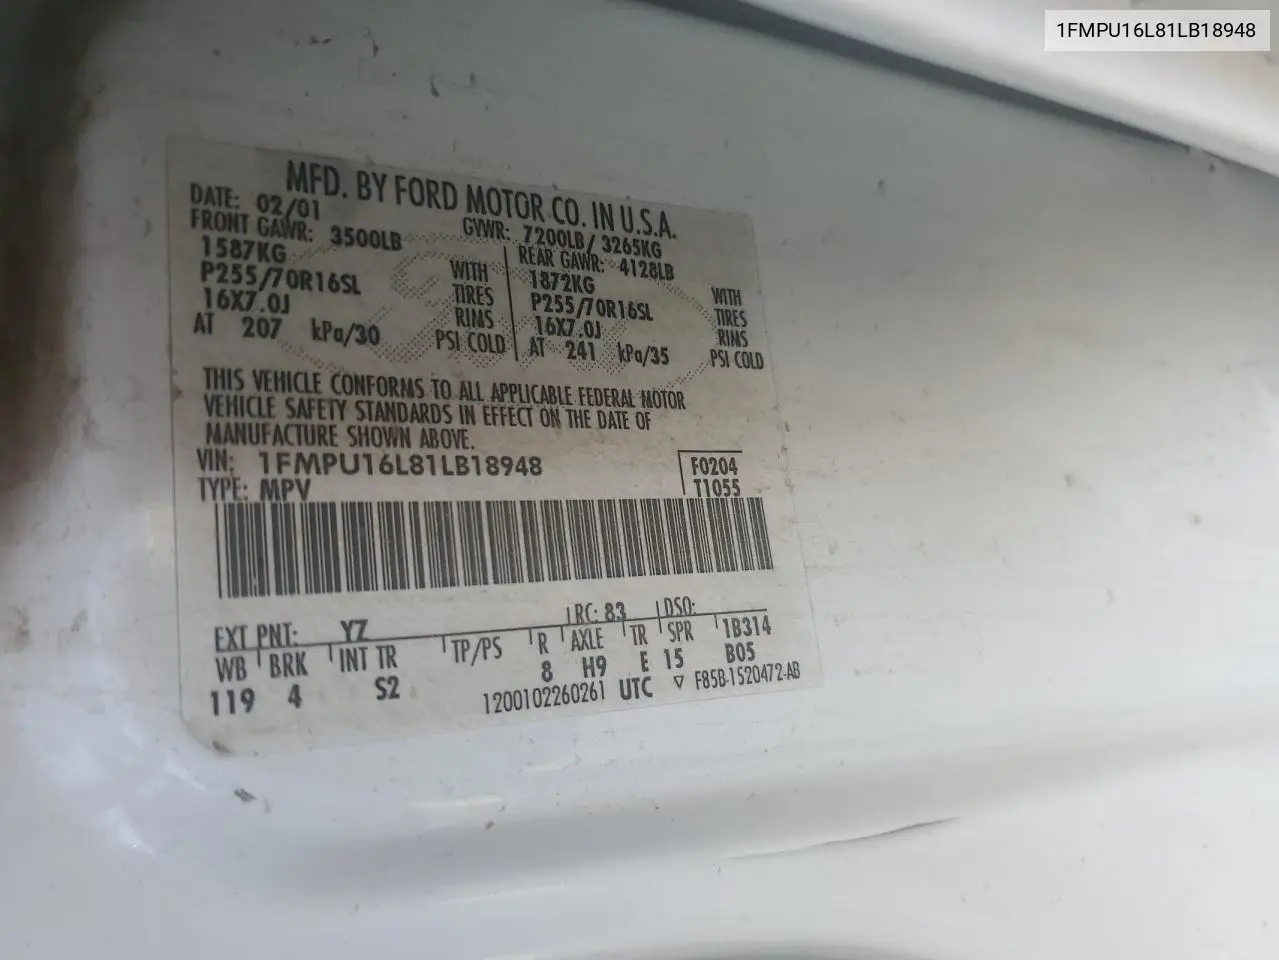 1FMPU16L81LB18948
MFD. BY FORD MOTOR CO. IN U.S.A.
DATE: 02/01 GVWR: 7200LB/ 3265KG
FRONT GAWR: 3500LB REAR GAWR: 4128LB
1587KG WITH 1872KG WITH
P255/70R16SL TIRES P255/70R16SL TIRES
16X7.0J RIMS 16X7.0J RIMS
AT 207 kPa/30 PSI COLD AT 241 kPa/35 PSI COLD
THIS VEHICLE CONFORMS TO ALL APPLICABLE FEDERAL MOTOR
VEHICLE SAFETY STANDARDS IN EFFECT ON THE DATE OF
MANUFACTURE SHOWN ABOVE.
VIN: 1FMPU16L81LB18948 F0204
TYPE: MPV T1055
EXT PNT: YZ RC: 83 DSO:
WB BRK INT TR TP/PS R AXLE TR SPR 1B314
119 4 S2 8 H9 E 15 B05
1200102260261 UTC ▽ F85B-1520472-AB